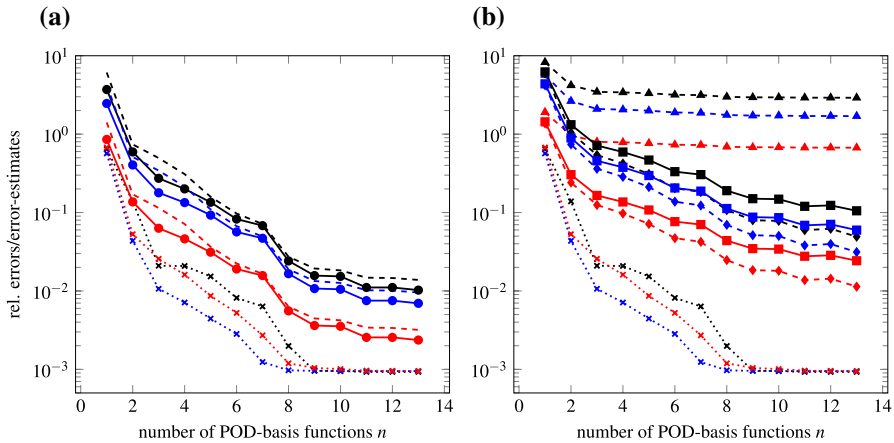 (a)
(b)
rel. errors/error-estimates
10^1
10^0
10^−1
10^−2
10^−3
0 2 4 6 8 10 12 14
number of POD-basis functions n
10^1
10^0
10^−1
10^−2
10^−3
0 2 4 6 8 10 12 14
number of POD-basis functions n